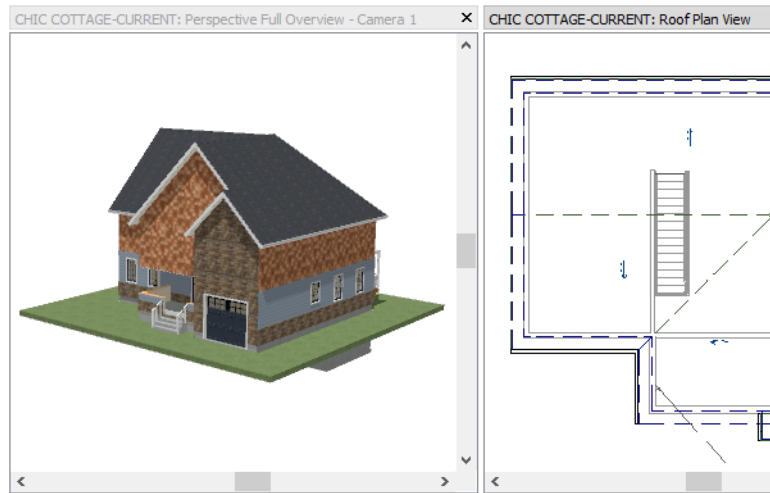 CHIC COTTAGE-CURRENT: Perspective Full Overview - Camera 1
CHIC COTTAGE-CURRENT: Roof Plan View